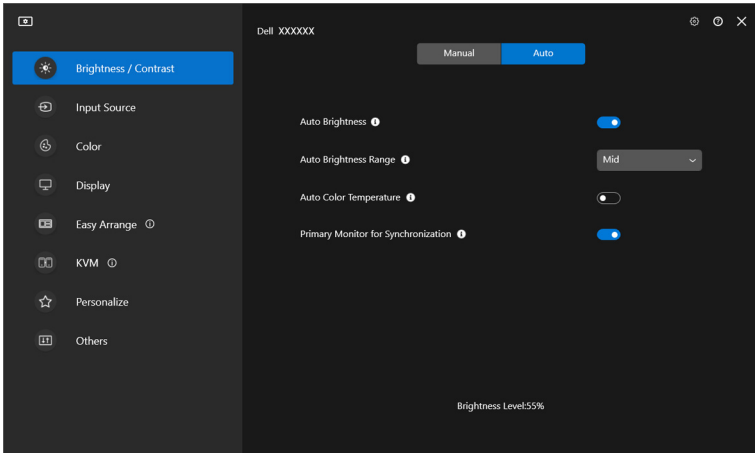 Dell XXXXXX
Manual
Auto
Brightness / Contrast
Input Source
Color
Display
Easy Arrange
KVM
Personalize
Others
Auto Brightness
Auto Brightness Range
Mid
Auto Color Temperature
Primary Monitor for Synchronization
Brightness Level:55%